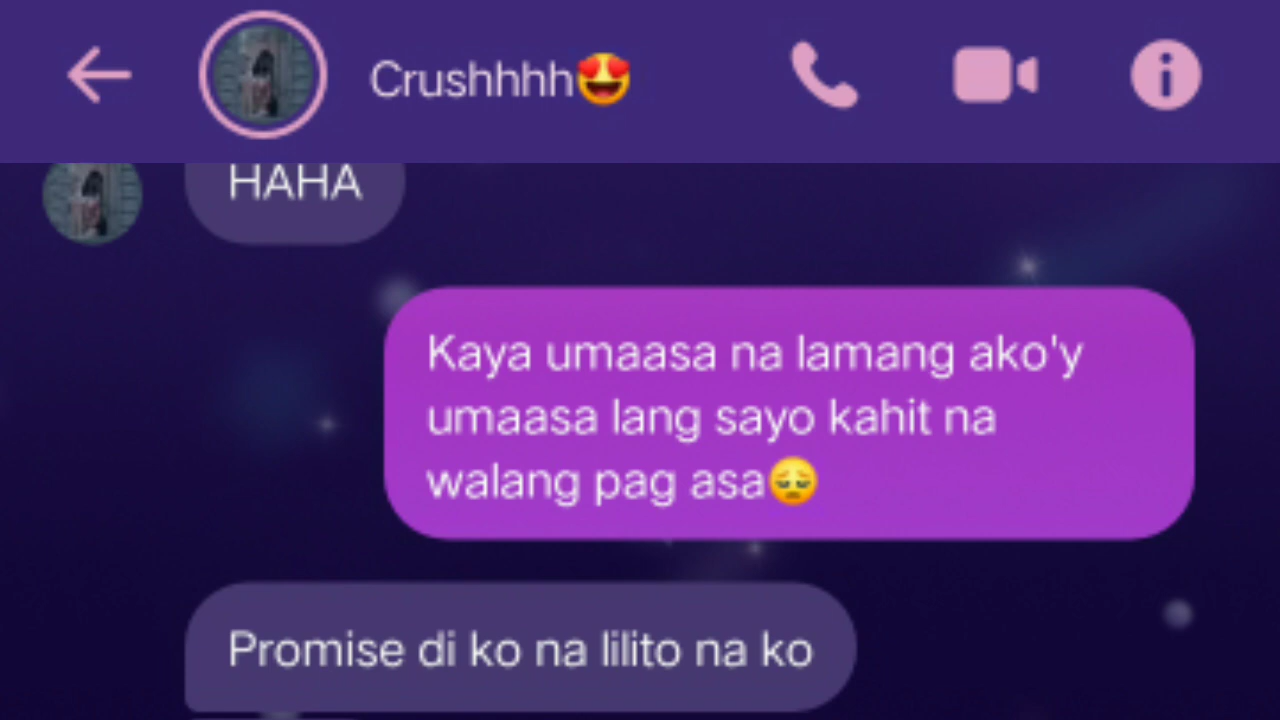 Crushhhh😍
HAHA
Kaya umaasa na lamang ako'y
umaasa lang sayo kahit na
walang pag asa😔
Promise di ko na lilito na ko